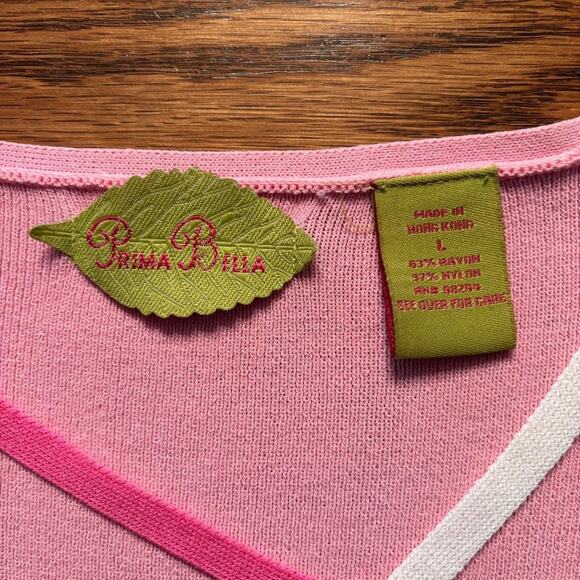 PRIMA BELLA
MADE IN
HONG KONG
L
63% RAYON
37% NYLON
RN# 98294
SEE OVER FOR CARE